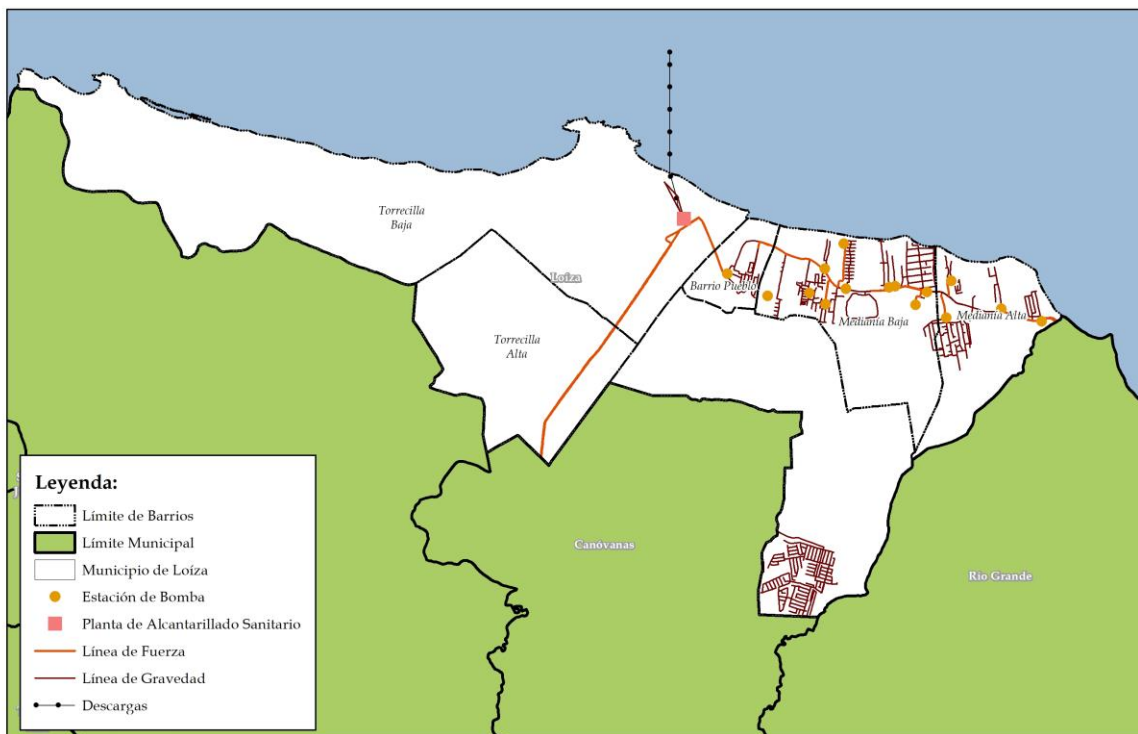 Torrecilla
Baja
Loíza
Barrio Pueblo
Mediania Baja
Mediania Alta
Torrecilla
Alta
Canóvanas
Río Grande
Leyenda:
Límite de Barrios
Límite Municipal
Municipio de Loíza
Estación de Bomba
Planta de Alcantarillado Sanitario
Línea de Fuerza
Línea de Gravedad
Descargas